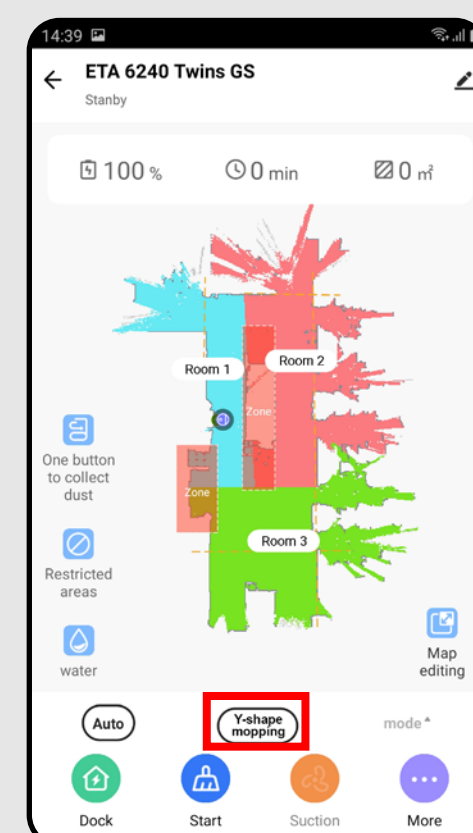 14:39
ETA 6240 Twins GS
Stanby
100 %
0 min
0 ㎡
Room 1
Room 2
Zone
Zone
Room 3
One button
to collect
dust
Restricted
areas
water
Map
editing
Auto
Y-shape
mopping
mode
Dock
Start
Suction
More